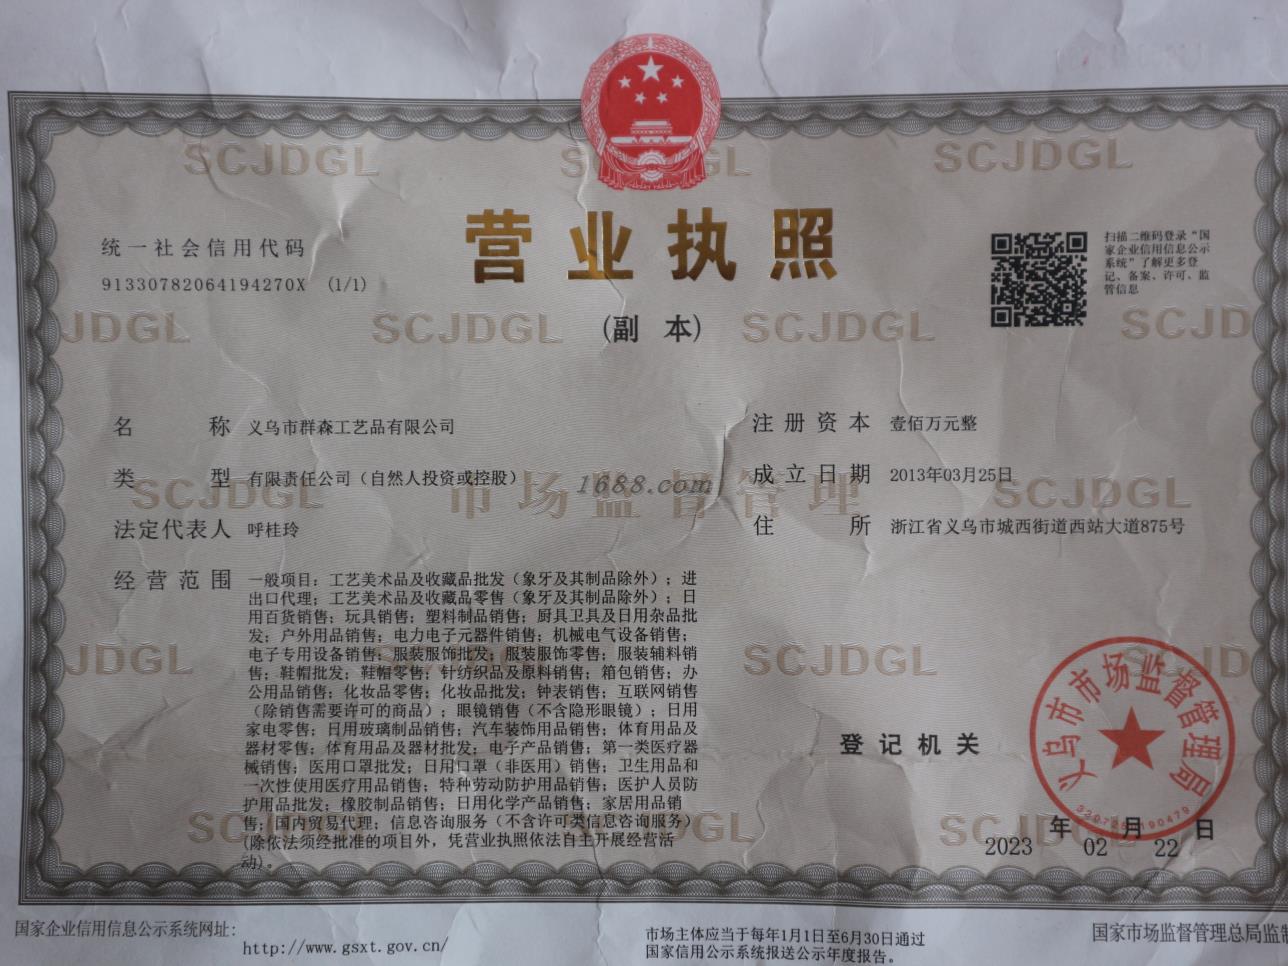 SCJDGL
SCJDGL
营业执照
(副 本)
统一社会信用代码
91330782064194270X (1/1)
扫描二维码登录“国
家企业信用信息公示
系统”了解更多登
记、备案、许可、监
管信息
JDGL
SCJDGL
SCJDGL
SCJD
名 称 义乌市群森工艺品有限公司
类 型 有限责任公司（自然人投资或控股）
法定代表人 呼桂玲
注册资本 壹佰万元整
成立日期 2013年03月25日
住 所 浙江省义乌市城西街道西站大道875号
SCJDGL
市场监督管理
SCJDGL
1688.com
经营范围 一般项目：工艺美术品及收藏品批发（象牙及其制品除外）；进
出口代理；工艺美术品及收藏品零售（象牙及其制品除外）；日
用百货销售；玩具销售；塑料制品销售；厨具卫具及日用杂品批
发；户外用品销售；电力电子元器件销售；机械电气设备销售；
电子专用设备销售；服装服饰批发；服装服饰零售；服装辅料销
售；鞋帽批发；鞋帽零售；针纺织品及原料销售；箱包销售；办
公用品销售；化妆品零售；化妆品批发；钟表销售；互联网销售
（除销售需要许可的商品）；眼镜销售（不含隐形眼镜）；日用
家电零售；日用玻璃制品销售；汽车装饰用品销售；体育用品及
器材零售；体育用品及器材批发；电子产品销售；第一类医疗器
械销售；医用口罩批发；日用口罩（非医用）销售；卫生用品和
一次性使用医疗用品销售；特种劳动防护用品销售；医护人员防
护用品批发；橡胶制品销售；日用化学产品销售；家居用品销
售；国内贸易代理；信息咨询服务（不含许可类信息咨询服务）
(除依法须经批准的项目外，凭营业执照依法自主开展经营活
动)。
JDGL
SCJDGL
JD
登记机关
义乌市市场监督管理局
SCJDGL
2023年02月22日
国家企业信用信息公示系统网址：
http://www.gsxt.gov.cn/
市场主体应当于每年1月1日至6月30日通过
国家信用公示系统报送公示年度报告。
国家市场监督管理总局监制